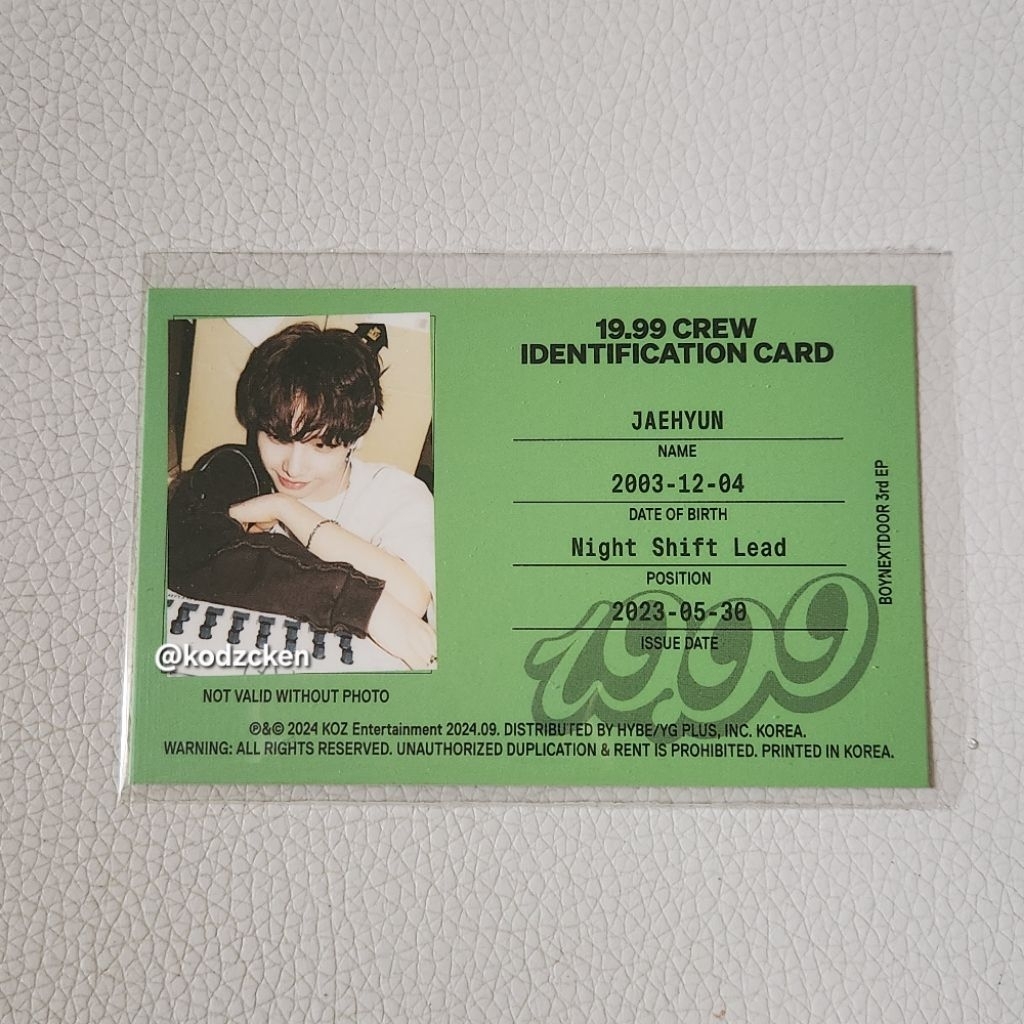 19.99 CREW
IDENTIFICATION CARD
JAEHYUN
NAME
2003-12-04
DATE OF BIRTH
Night Shift Lead
POSITION
2023-05-30
ISSUE DATE
19.99
BOYNEXTDOOR 3rd EP
@kodzcken
NOT VALID WITHOUT PHOTO
℗&© 2024 KOZ Entertainment 2024.09. DISTRIBUTED BY HYBE/YG PLUS, INC. KOREA.
WARNING: ALL RIGHTS RESERVED. UNAUTHORIZED DUPLICATION & RENT IS PROHIBITED. PRINTED IN KOREA.